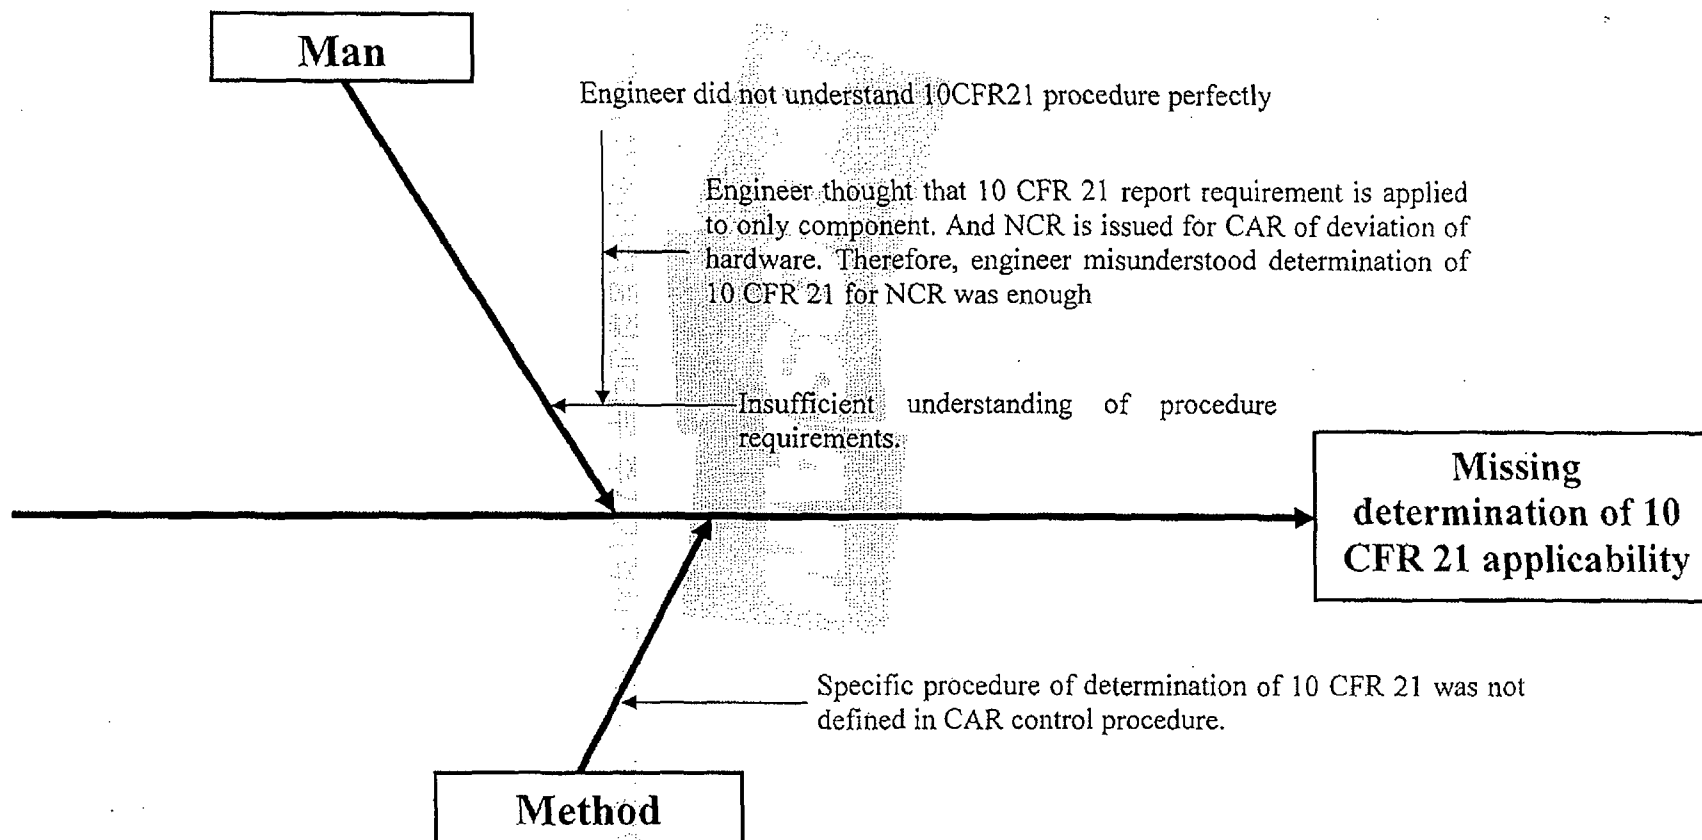 Man
Engineer did not understand 10CFR21 procedure perfectly
Engineer thought that 10 CFR 21 report requirement is applied
to only component. And NCR is issued for CAR of deviation of
hardware. Therefore, engineer misunderstood determination of
10 CFR 21 for NCR was enough
Insufficient understanding of procedure
requirements.
Missing
determination of 10
CFR 21 applicability
Specific procedure of determination of 10 CFR 21 was not
defined in CAR control procedure.
Method